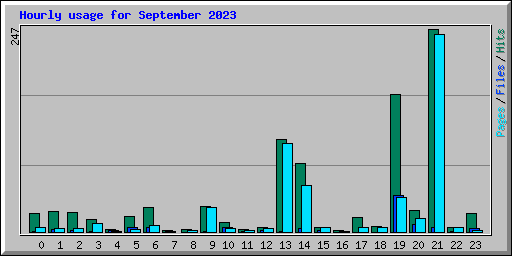 Hourly usage for September 2023
247
Pages/Files/Hits
0 1 2 3 4 5 6 7 8 9 10 11 12 13 14 15 16 17 18 19 20 21 22 23